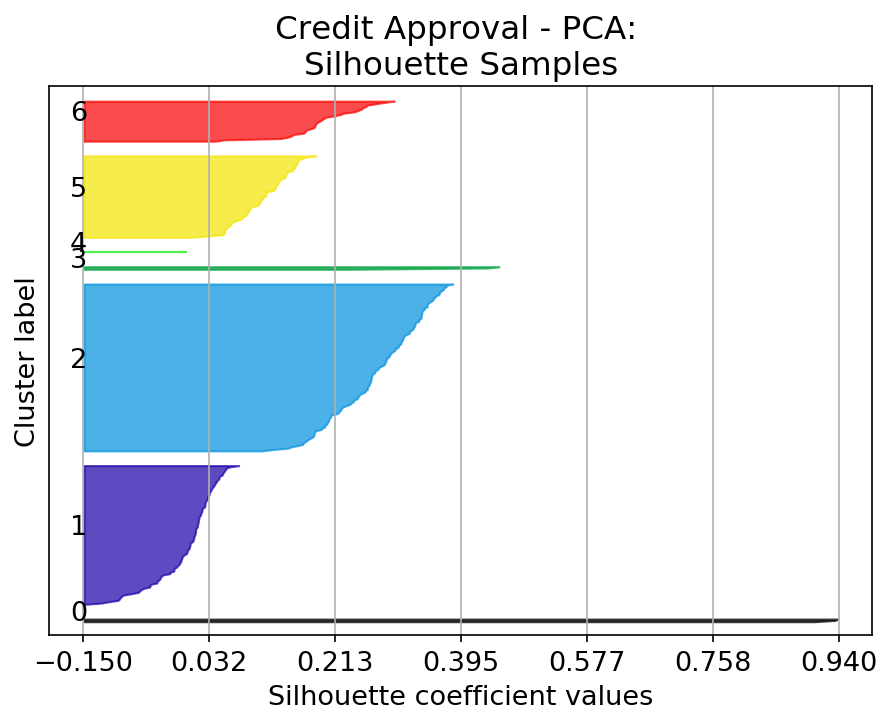 Credit Approval - PCA:
Silhouette Samples
6
5
4
3
2
1
0
Cluster label
−0.150 0.032 0.213 0.395 0.577 0.758 0.940
Silhouette coefficient values